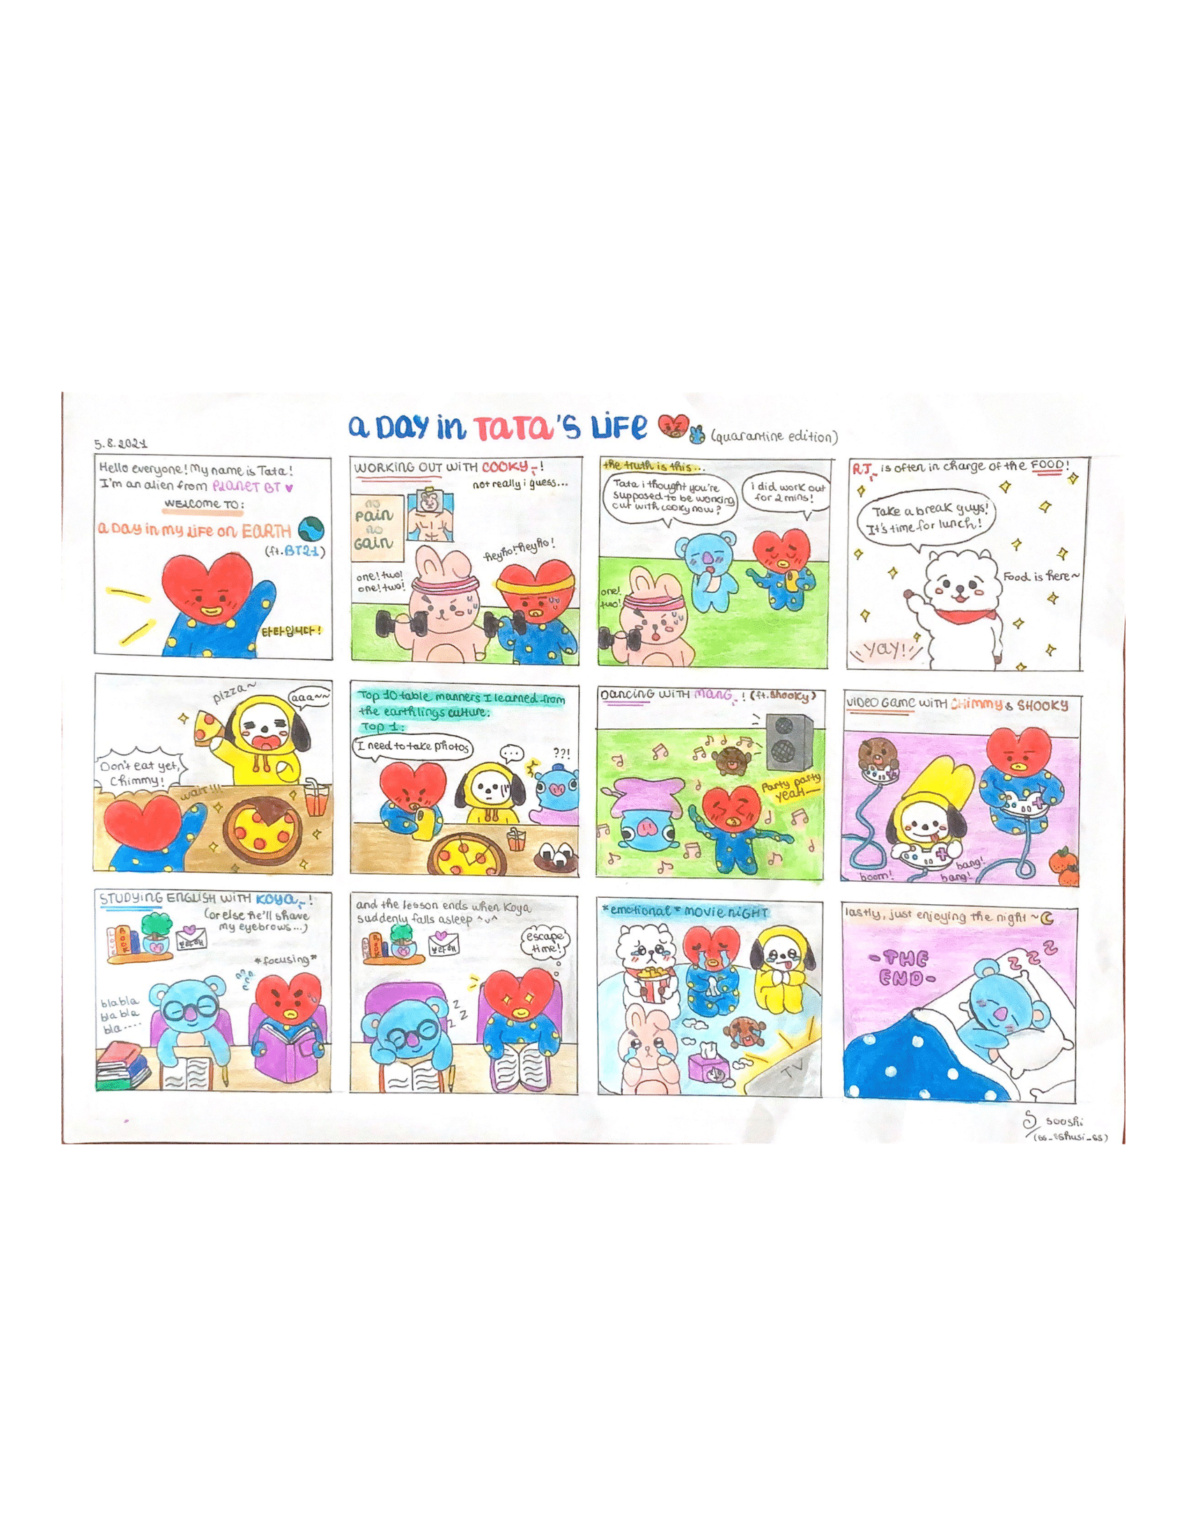 5.8.2021
a DAY in TATA'S LiFE
(quarantine edition)
Hello everyone! My name is Tata!
I'm an alien from PLANET BT
WELCOME TO:
a DAY in my LIFE on EARTH
(ft. BT21)
타타입니다!
WORKING OUT WITH COOKY~!
not really i guess...
no
Pain
no
Gain
heyho! heyho!
one! two!
one! two!
the truth is this...
Tata i thought you're
supposed to be working
out with cooky now?
i did work out
for 2 mins!
one!
two!
RJ is often in charge of the FOOD!
Take a break guys!
It's time for lunch!
Food is here~
YAY!
pizza~
aaa~~
Don't eat yet,
Chimmy!
wait!!!
Top 10 table manners I learned from
the earthlings culture:
Top 1:
I need to take photos
...
??!
Dancing WITH MANG! (ft. Shooky)
Party party
yeah—
VIDEO GAME WITH Chimmy & SHOOKY
boom!
bang!
bang!
STUDYING ENGLISH WITH KOYA~!
(or else he'll shave
my eyebrows...)
BOOK
보라해
*focusing*
blabla
bla ble
bla....
and the lesson ends when Koya
suddenly falls asleep ^v^
보라해
escape
time!
z z z
*emotional* MOVIE NIGHT
TV
lastly, just enjoying the night ~
-THE
END-
z z z
sooshi